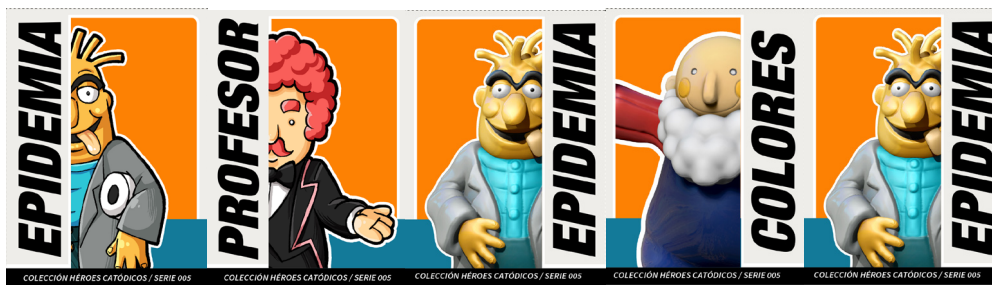 EPIDEMIA
COLECCIÓN HÉROES CATÓDICOS / SERIE 005
PROFESOR
COLECCIÓN HÉROES CATÓDICOS / SERIE 005
EPIDEMIA
COLECCIÓN HÉROES CATÓDICOS / SERIE 005
COLORES
COLECCIÓN HÉROES CATÓDICOS / SERIE 005
EPIDEMIA
COLECCIÓN HÉROES CATÓDICOS / SERIE 005